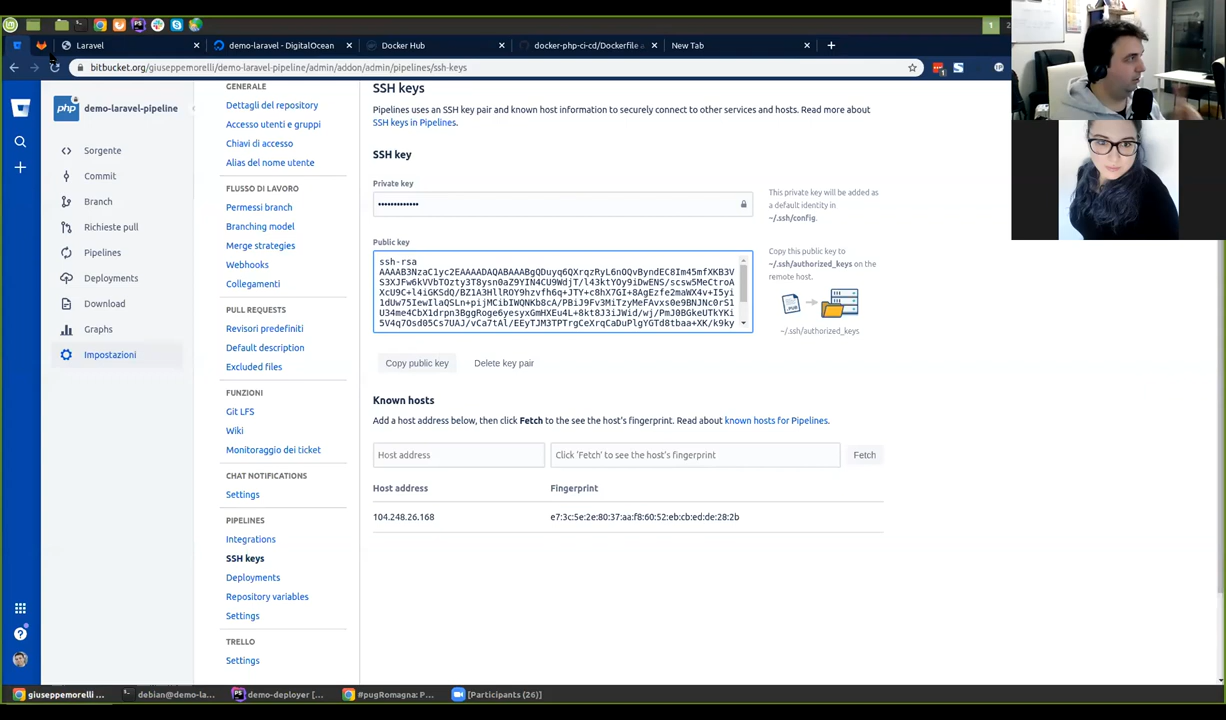 1
Laravel
demo-laravel - DigitalOcean
Docker Hub
docker-php-ci-cd/Dockerfile a
New Tab
bitbucket.org/giuseppemorelli/demo-laravel-pipeline/admin/addon/admin/pipelines/ssh-keys
php
demo-laravel-pipeline
Sorgente
Commit
Branch
Richieste pull
Pipelines
Deployments
Download
Graphs
Impostazioni
GENERALE
Dettagli del repository
Accesso utenti e gruppi
Chiavi di accesso
Alias del nome utente
FLUSSO DI LAVORO
Permessi branch
Branching model
Merge strategies
Webhooks
Collegamenti
PULL REQUESTS
Revisori predefiniti
Default description
Excluded files
FUNZIONI
Git LFS
Wiki
Monitoraggio dei ticket
CHAT NOTIFICATIONS
Settings
PIPELINES
Integrations
SSH keys
Deployments
Repository variables
Settings
TRELLO
Settings
SSH keys
Pipelines uses an SSH key pair and known host information to securely connect to other services and hosts. Read more about
SSH keys in Pipelines.
SSH key
Private key
•••••••••••••
This private key will be added as
a default identity in
~/.ssh/config.
Public key
ssh-rsa
Copy this public key to
~/.ssh/authorized_keys on the
remote host.
PUB
~/.ssh/authorized_keys
Copy public key
Delete key pair
Known hosts
Add a host address below, then click Fetch to the see the host's fingerprint. Read about known hosts for Pipelines.
Host address
Click 'Fetch' to see the host's fingerprint
Fetch
Host address
Fingerprint
104.248.26.168
e7:3c:5e:2e:80:37:aa:f8:60:52:eb:cb:ed:de:28:2b
giuseppemorelli ...
debian@demo-la...
demo-deployer [...
#pugRomagna: P...
[Participants (26)]